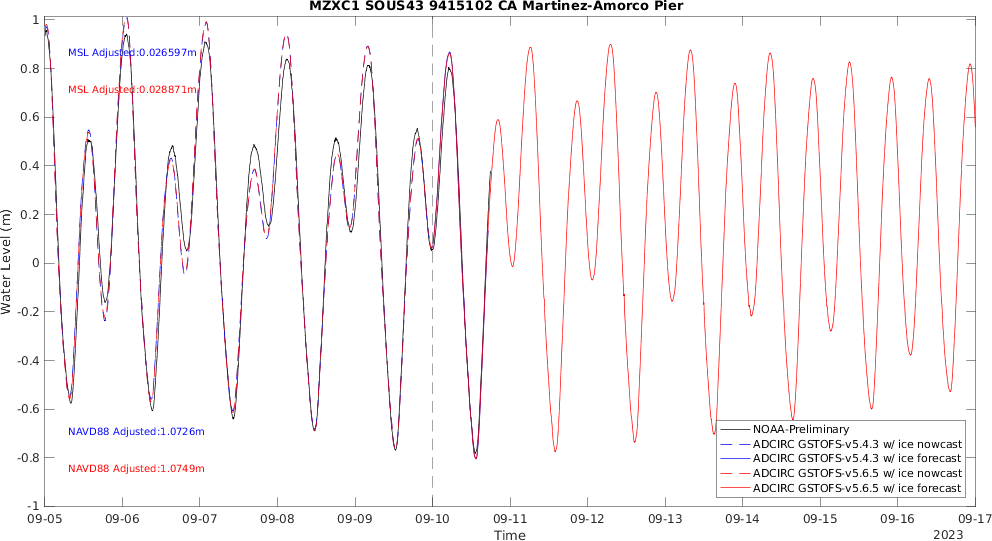 MZXC1 SOUS43 9415102 CA Martinez-Amorco Pier
MSL Adjusted:0.026597m
MSL Adjusted:0.028871m
NAVD88 Adjusted:1.0726m
NAVD88 Adjusted:1.0749m
Water Level (m)
1
0.8
0.6
0.4
0.2
0
-0.2
-0.4
-0.6
-0.8
-1
NOAA-Preliminary
ADCIRC GSTOFS-v5.4.3 w/ ice nowcast
ADCIRC GSTOFS-v5.4.3 w/ ice forecast
ADCIRC GSTOFS-v5.6.5 w/ ice nowcast
ADCIRC GSTOFS-v5.6.5 w/ ice forecast
09-05 09-06 09-07 09-08 09-09 09-10 09-11 09-12 09-13 09-14 09-15 09-16 09-17
Time
2023